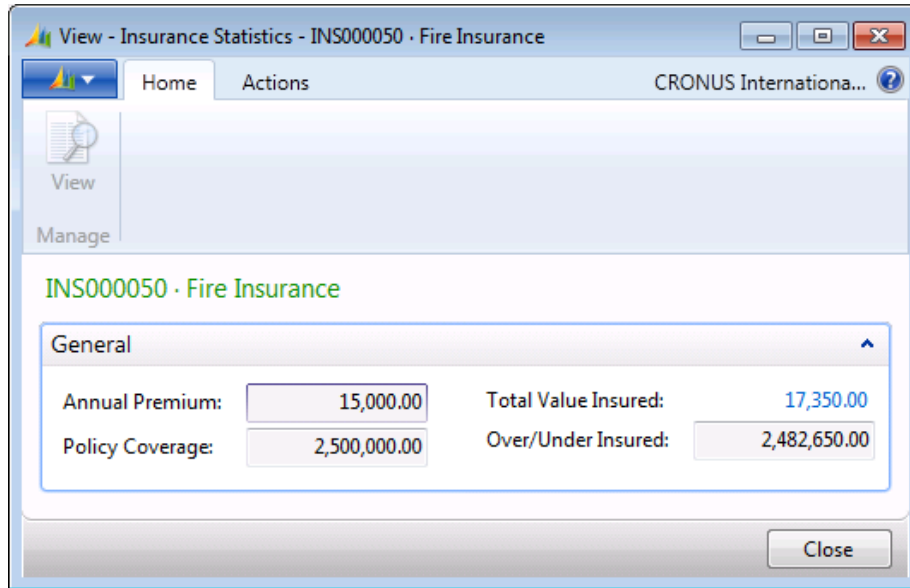 View - Insurance Statistics - INS000050 · Fire Insurance
Home Actions CRONUS Internationa...
View
Manage
INS000050 · Fire Insurance
General
Annual Premium: 15,000.00 Total Value Insured: 17,350.00
Policy Coverage: 2,500,000.00 Over/Under Insured: 2,482,650.00
Close